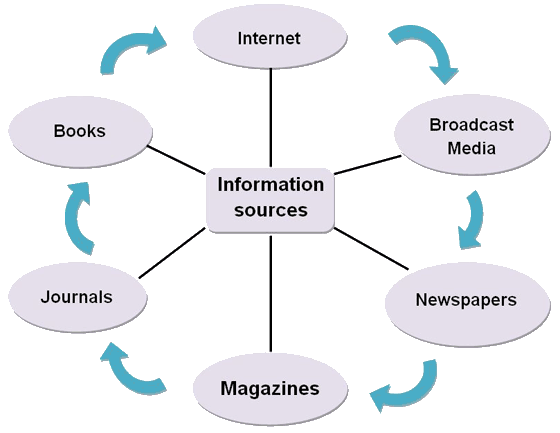 Internet
Broadcast
Media
Books
Information
sources
Journals
Newspapers
Magazines